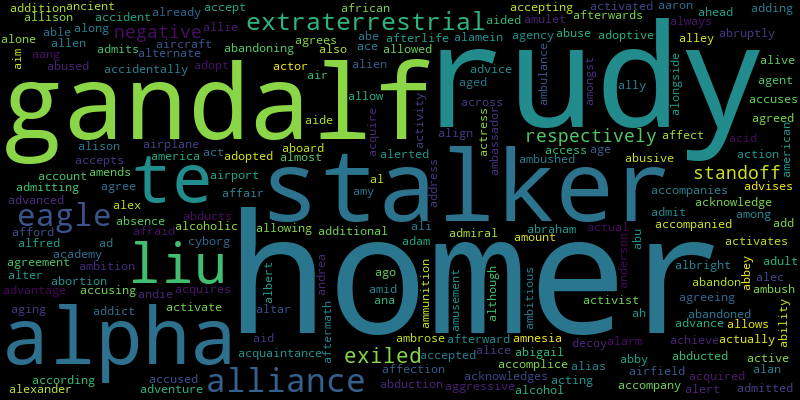 addition ancient already accept african accepting activated aaron ahead adding
allison accident extraterrestrial aided amulet afterwards always
alone able along negative allie abe afterlife alamein agency abuse adoptive alley abruptly
aim allen admits aircraft abandoning agrees ace also allowed
aang abused accidentally alternate adopt actor air alien advice amongst rudy alongside alive
gandalf allow aged ambulance ally agent
aide acquire activity across accuses
alison airplane aboard align actress ambassador respectively affect acid agreed
accepts america act adopted almost alerted stalker access age abusive action american
account amends te airport affair amy al address ambushed standoff
admitting agree accompanies advises
advanced eagle alex absence abducts alcoholic allowing additional ali abraham admit among acknowledge
afford afraid adam admiral amount actual abu accompanied add
alfred ad cyborg homer activates
agreement academy liu andrea ago anderson albright abbey adult
alter abortion ambition albert amid ammunition amusement although ambitious abandon alec
advantage accusing andie acquires ana activist agreeing ambush
aging addict activate altar ah advance abandoned allows ability
alpha aid aftermath ambrose afterward amnesia decoy alarm achieve actually
acquaintance exiled accepted alice abigail abby abducted active
according accused alliance affection accomplice alias airfield alan
alexander adventure abduction aggressive acknowledges acting alcohol accompany alert acquired admitted